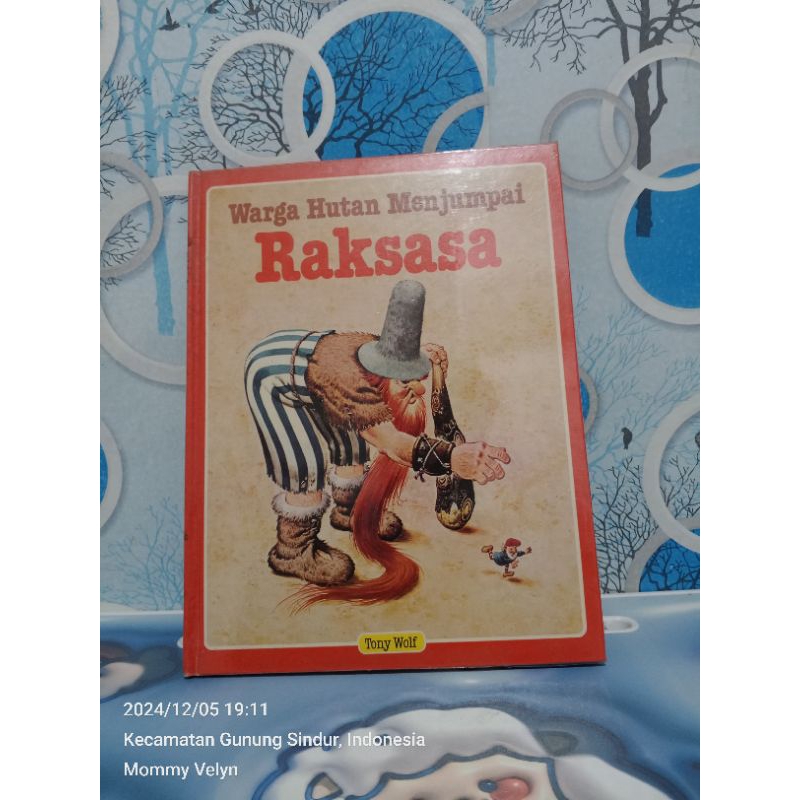 Warga Hutan Menjumpai
Raksasa
Tony Wolf
2024/12/05 19:11
Kecamatan Gunung Sindur, Indonesia
Mommy Velyn